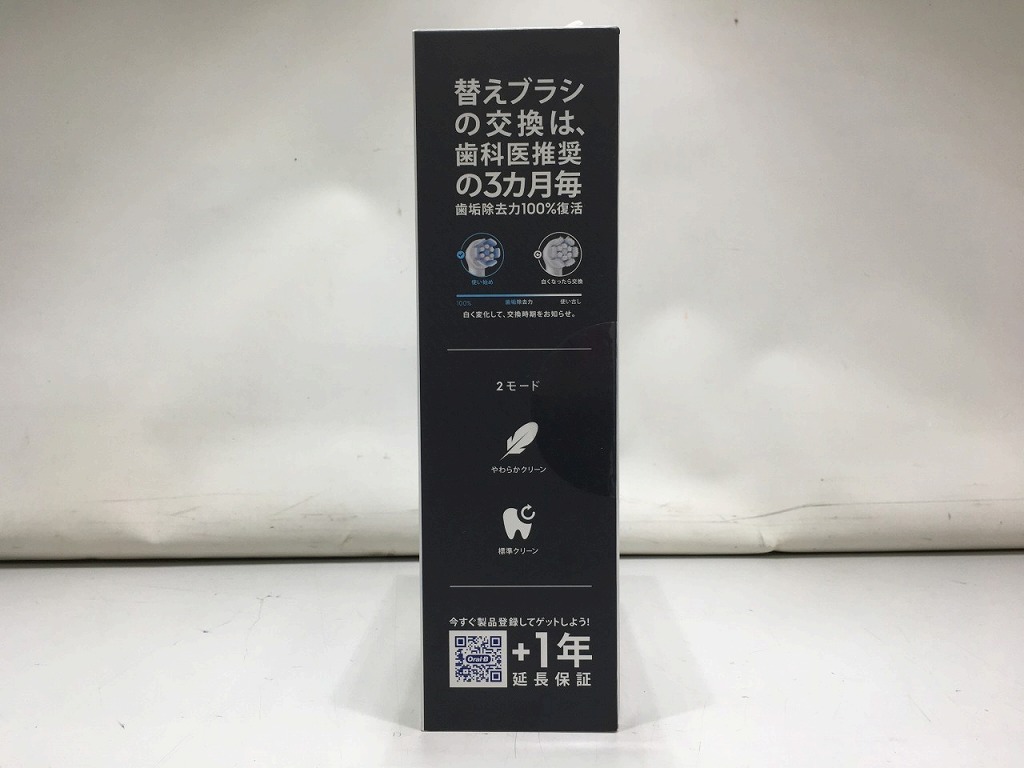 替えブラシ
の交換は、
歯科医推奨
の3カ月毎
歯垢除去力100%復活
使い始め
白くなったら交換
100%
歯垢除去力
使い古し
白く変化して、交換時期をお知らせ。
2モード
やわらかクリーン
標準クリーン
今すぐ製品登録してゲットしよう!
Oral-B
+1年
延長保証